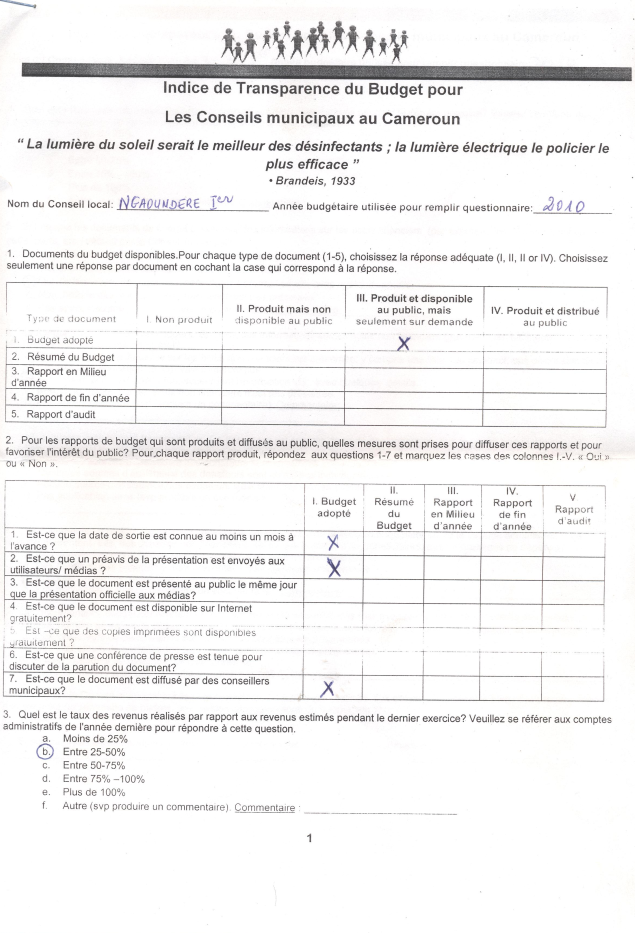 Indice de Transparence du Budget pour
Les Conseils municipaux au Cameroun
“ La lumière du soleil serait le meilleur des désinfectants ; la lumière électrique le policier le
plus efficace ”
• Brandeis, 1933
Nom du Conseil local: NGAOUNDERE Ier Année budgétaire utilisée pour remplir questionnaire: 2010
1. Documents du budget disponibles.Pour chaque type de document (1-5), choisissez la réponse adéquate (I, II, II or IV). Choisissez
seulement une réponse par document en cochant la case qui correspond à la réponse.
Type de document I. Non produit II. Produit mais non disponible au public III. Produit et disponible au public, mais seulement sur demande IV. Produit et distribué au public
1. Budget adopté X
2. Résumé du Budget
3. Rapport en Milieu
d'année
4. Rapport de fin d'année
5. Rapport d'audit
2. Pour les rapports de budget qui sont produits et diffusés au public, quelles mesures sont prises pour diffuser ces rapports et pour
favoriser l'intérêt du public? Pour chaque rapport produit, répondez aux questions 1-7 et marquez les cases des colonnes I.-V. « Oui »
ou « Non ».
I. Budget adopté II. Résumé du Budget III. Rapport en Milieu d'année IV. Rapport de fin d'année V Rapport d'audit
1. Est-ce que la date de sortie est connue au moins un mois à
l'avance ? X
2. Est-ce que un préavis de la présentation est envoyés aux
utilisateurs/ médias ? X
3. Est-ce que le document est présenté au public le même jour
que la présentation officielle aux médias?
4. Est-ce que le document est disponible sur Internet
gratuitement?
5. Est –ce que des copies imprimées sont disponibles
gratuitement ?
6. Est-ce que une conférence de presse est tenue pour
discuter de la parution du document?
7. Est-ce que le document est diffusé par des conseillers
municipaux? X
3. Quel est le taux des revenus réalisés par rapport aux revenus estimés pendant le dernier exercice? Veuillez se référer aux comptes
administratifs de l'année dernière pour répondre à cette question.
a. Moins de 25%
b. Entre 25-50%
c. Entre 50-75%
d. Entre 75% –100%
e. Plus de 100%
f. Autre (svp produire un commentaire). Commentaire :
1